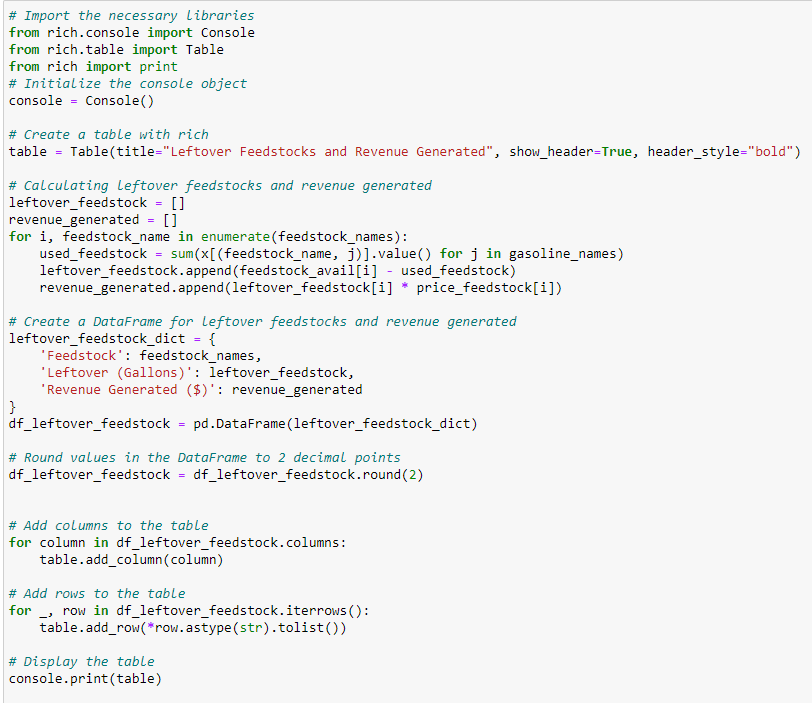 # Import the necessary libraries
from rich.console import Console
from rich.table import Table
from rich import print
# Initialize the console object
console = Console()

# Create a table with rich
table = Table(title="Leftover Feedstocks and Revenue Generated", show_header=True, header_style="bold")

# Calculating leftover feedstocks and revenue generated
leftover_feedstock = []
revenue_generated = []
for i, feedstock_name in enumerate(feedstock_names):
    used_feedstock = sum(x[(feedstock_name, j)].value() for j in gasoline_names)
    leftover_feedstock.append(feedstock_avail[i] - used_feedstock)
    revenue_generated.append(leftover_feedstock[i] * price_feedstock[i])

# Create a DataFrame for leftover feedstocks and revenue generated
leftover_feedstock_dict = {
    'Feedstock': feedstock_names,
    'Leftover (Gallons)': leftover_feedstock,
    'Revenue Generated ($)': revenue_generated
}
df_leftover_feedstock = pd.DataFrame(leftover_feedstock_dict)

# Round values in the DataFrame to 2 decimal points
df_leftover_feedstock = df_leftover_feedstock.round(2)


# Add columns to the table
for column in df_leftover_feedstock.columns:
    table.add_column(column)

# Add rows to the table
for _, row in df_leftover_feedstock.iterrows():
    table.add_row(*row.astype(str).tolist())

# Display the table
console.print(table)